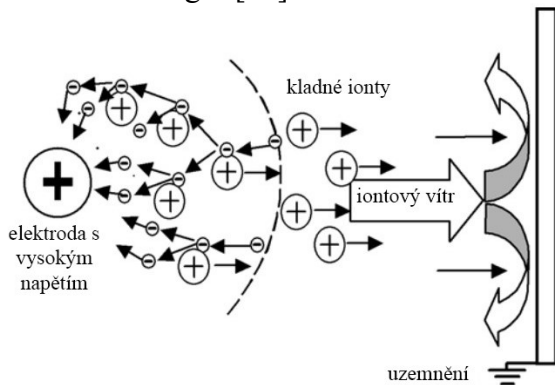 kladné ionty
iontový vítr
elektroda s
vysokým
napětím
uzemnění